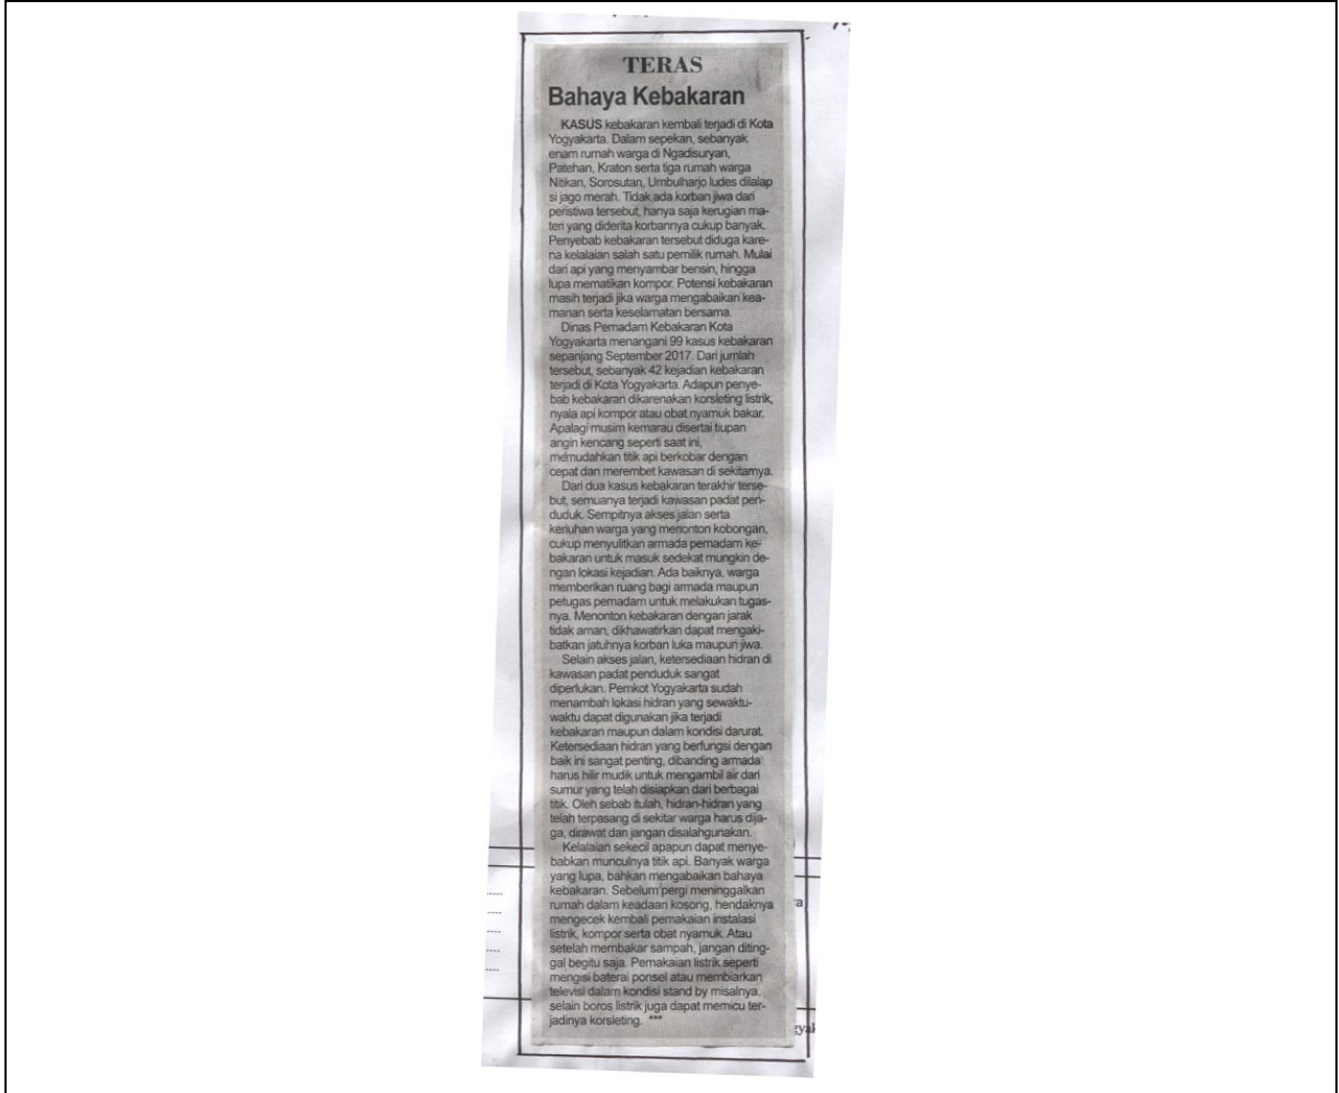 TERAS
Bahaya Kebakaran
KASUS kebakaran kembali terjadi di Kota
Yogyakarta. Dalam sepekan, sebanyak
enam rumah warga di Ngadisuryan,
Patehan, Kraton serta tiga rumah warga
Nitikan, Sorosutan, Umbulharjo ludes dilalap
si jago merah. Tidak ada korban jiwa dari
peristiwa tersebut, hanya saja kerugian ma-
teri yang diderita korbannya cukup banyak.
Penyebab kebakaran tersebut diduga kare-
na kelalaian salah satu pemilik rumah. Mulai
dari api yang menyambar bensin, hingga
lupa mematikan kompor. Potensi kebakaran
masih terjadi jika warga mengabaikan kea-
manan serta keselamatan bersama.
Dinas Pemadam Kebakaran Kota
Yogyakarta menangani 99 kasus kebakaran
sepanjang September 2017. Dari jumlah
tersebut, sebanyak 42 kejadian kebakaran
terjadi di Kota Yogyakarta. Adapun penye-
bab kebakaran dikarenakan korsleting listrik,
nyala api kompor atau obat nyamuk bakar.
Apalagi musim kemarau disertai tiupan
angin kencang seperti saat ini,
memudahkan titik api berkobar dengan
cepat dan merembet kawasan di sekitarnya.
Dari dua kasus kebakaran terakhir terse-
but, semuanya terjadi kawasan padat pen-
duduk. Sempitnya akses jalan serta
keriuhan warga yang menonton kobongan,
cukup menyulitkan armada pemadam ke-
bakaran untuk masuk sedekat mungkin de-
ngan lokasi kejadian. Ada baiknya, warga
memberikan ruang bagi armada maupun
petugas pemadam untuk melakukan tugas-
nya. Menonton kebakaran dengan jarak
tidak aman, dikhawatirkan dapat mengaki-
batkan jatuhnya korban luka maupun jiwa.
Selain akses jalan, ketersediaan hidran di
kawasan padat penduduk sangat
diperlukan. Pemkot Yogyakarta sudah
menambah lokasi hidran yang sewaktu-
waktu dapat digunakan jika terjadi
kebakaran maupun dalam kondisi darurat.
Ketersediaan hidran yang berfungsi dengan
baik ini sangat penting, dibanding armada
harus hilir mudik untuk mengambil air dari
sumur yang telah disiapkan dari berbagai
titik. Oleh sebab itulah, hidran-hidran yang
telah terpasang di sekitar warga harus dija-
ga, dirawat dan jangan disalahgunakan.
Kelalaian sekecil apapun dapat menye-
babkan munculnya titik api. Banyak warga
yang lupa, bahkan mengabaikan bahaya
kebakaran. Sebelum pergi meninggalkan
rumah dalam keadaan kosong, hendaknya
mengecek kembali pemakaian instalasi
listrik, kompor serta obat nyamuk. Atau
setelah membakar sampah, jangan diting-
gal begitu saja. Pemakaian listrik seperti
mengisi baterai ponsel atau membiarkan
televisi dalam kondisi stand by misalnya,
selain boros listrik juga dapat memicu ter-
jadinya korsleting. ***